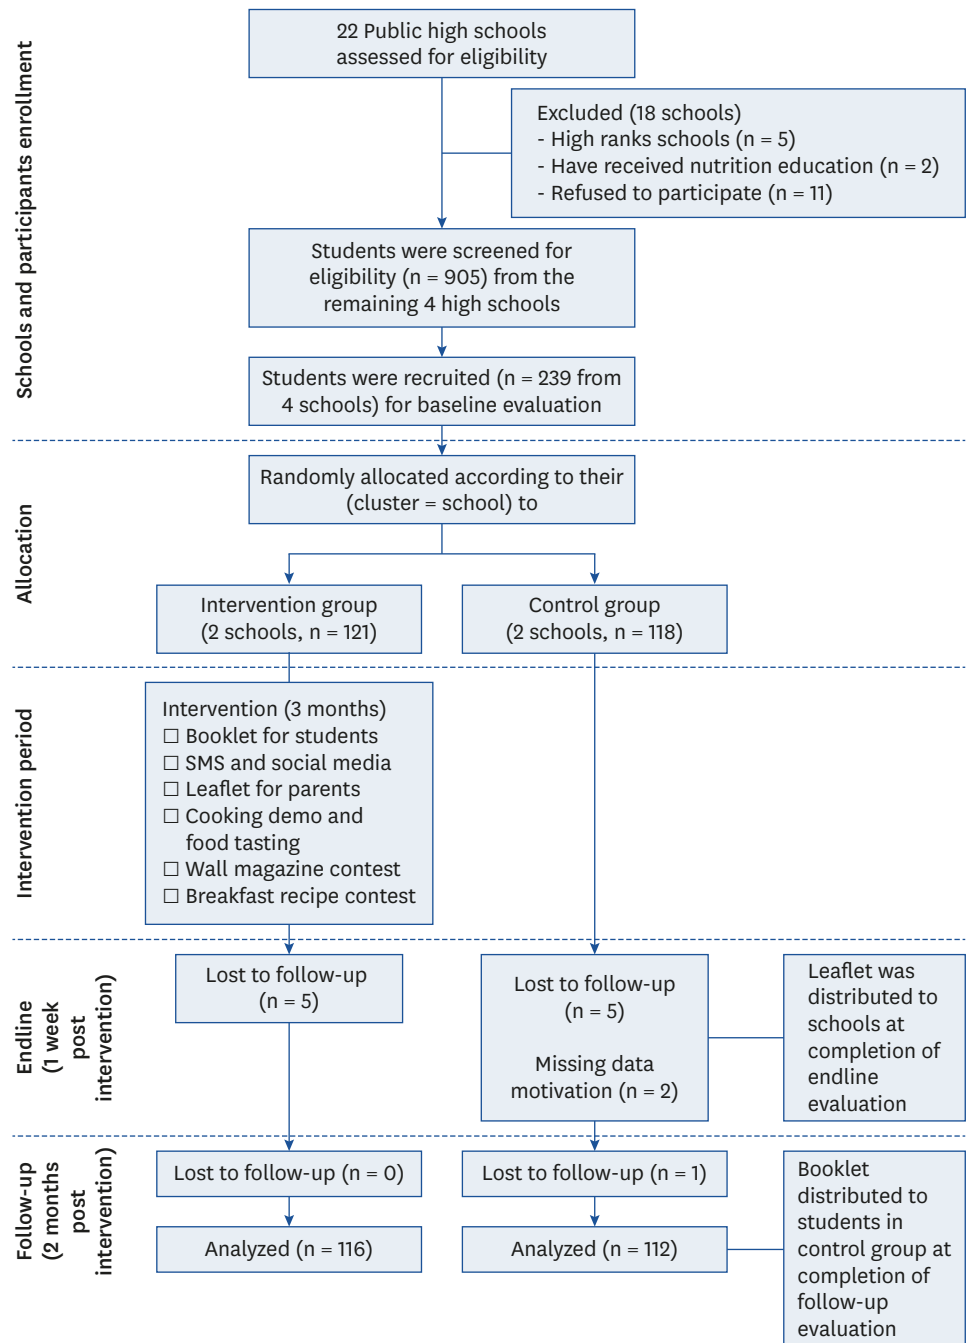 Schools and participants enrollment
22 Public high schools
assessed for eligibility
Excluded (18 schools)
- High ranks schools (n = 5)
- Have received nutrition education (n = 2)
- Refused to participate (n = 11)
Students were screened for
eligibility (n = 905) from the
remaining 4 high schools
Students were recruited (n = 239 from
4 schools) for baseline evaluation
Allocation
Randomly allocated according to their
(cluster = school) to
Intervention group
(2 schools, n = 121)
Control group
(2 schools, n = 118)
Intervention period
Intervention (3 months)
☐ Booklet for students
☐ SMS and social media
☐ Leaflet for parents
☐ Cooking demo and
food tasting
☐ Wall magazine contest
☐ Breakfast recipe contest
Endline
(1 week
post
intervention)
Lost to follow-up
(n = 5)
Lost to follow-up
(n = 5)
Missing data
motivation (n = 2)
Leaflet was
distributed to
schools at
completion of
endline
evaluation
Follow-up
(2 months
post
intervention)
Lost to follow-up (n = 0)
Lost to follow-up (n = 1)
Analyzed (n = 116)
Analyzed (n = 112)
Booklet
distributed to
students in
control group at
completion of
follow-up
evaluation